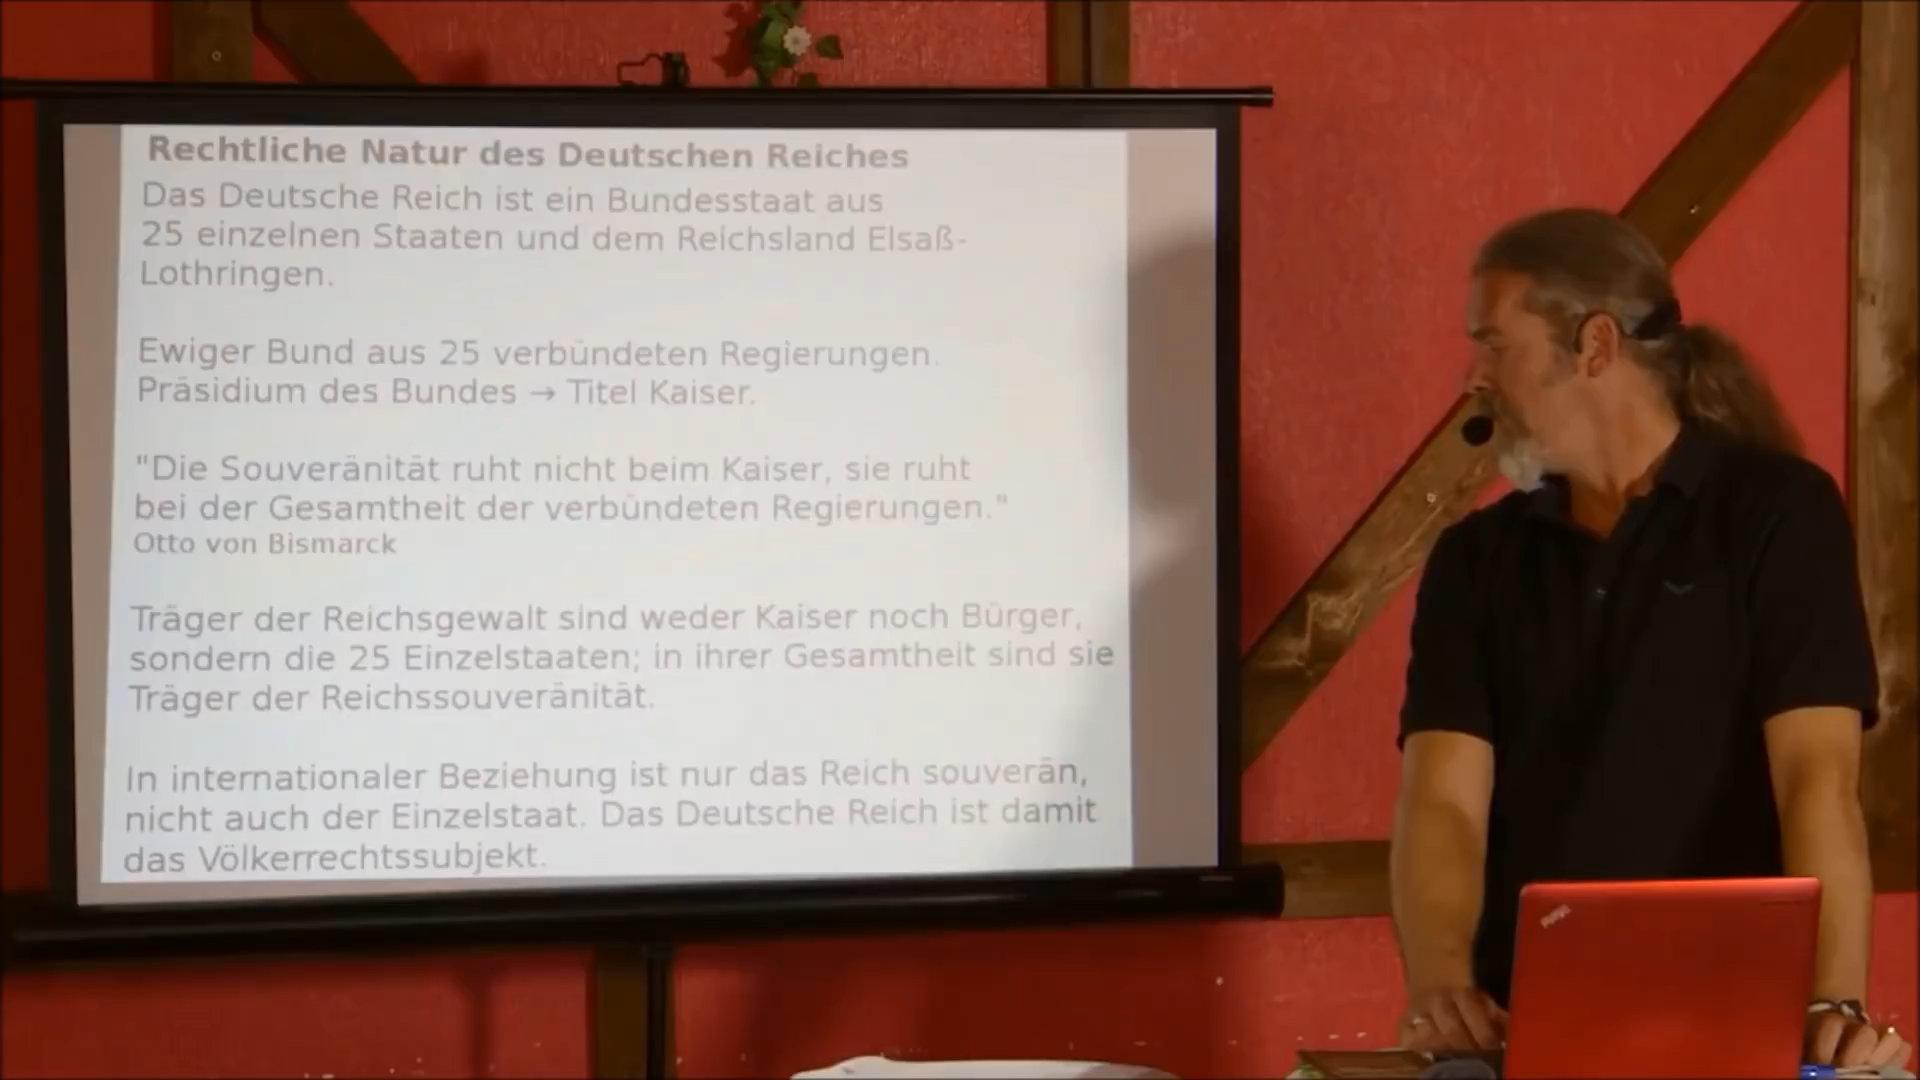 Rechtliche Natur des Deutschen Reiches
Das Deutsche Reich ist ein Bundesstaat aus
25 einzelnen Staaten und dem Reichsland Elsaß-
Lothringen.
Ewiger Bund aus 25 verbündeten Regierungen.
Präsidium des Bundes → Titel Kaiser.
"Die Souveränität ruht nicht beim Kaiser, sie ruht
bei der Gesamtheit der verbündeten Regierungen."
Otto von Bismarck
Träger der Reichsgewalt sind weder Kaiser noch Bürger,
sondern die 25 Einzelstaaten; in ihrer Gesamtheit sind sie
Träger der Reichssouveränität.
In internationaler Beziehung ist nur das Reich souverän,
nicht auch der Einzelstaat. Das Deutsche Reich ist damit
das Völkerrechtssubjekt.